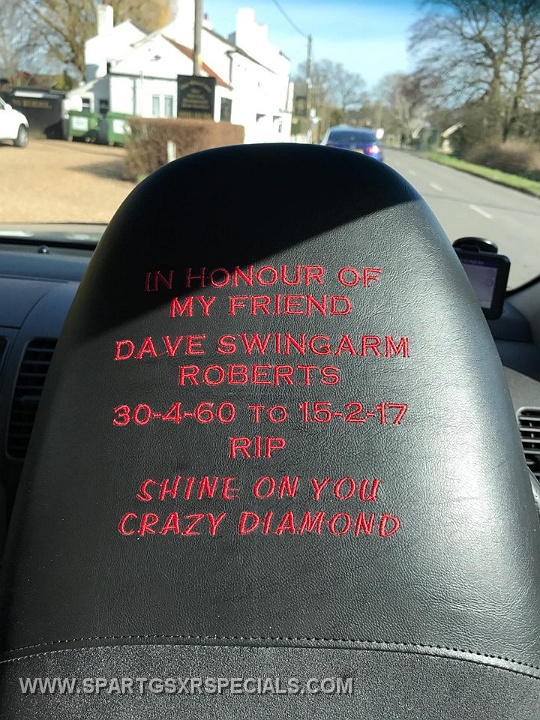 IN HONOUR OF
MY FRIEND
DAVE SWINGARM
ROBERTS
30-4-60 TO 15-2-17
RIP
SHINE ON YOU
CRAZY DIAMOND
WWW.SPARTGSXRSPECIALS.COM